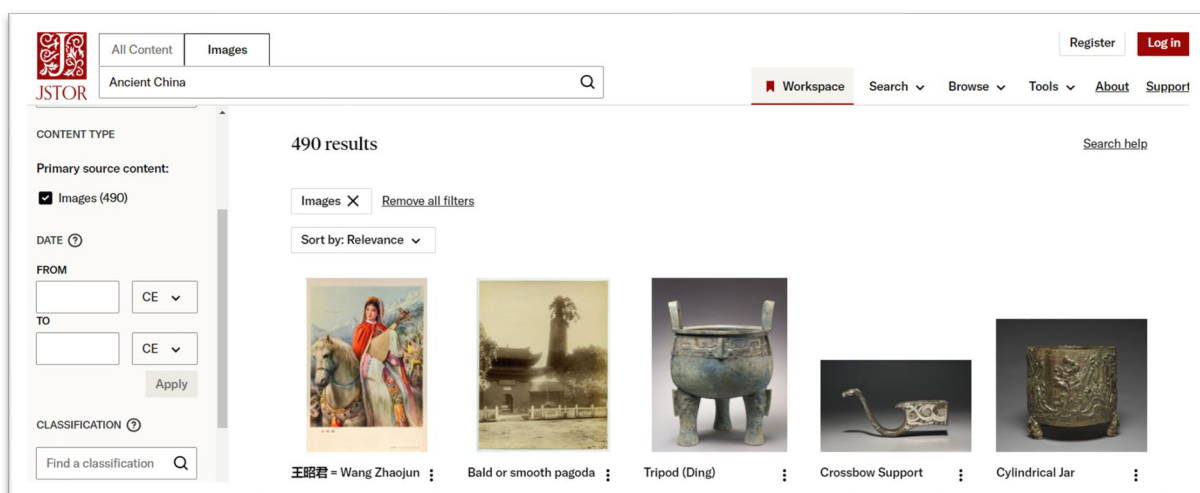 JSTOR
All Content
Images
Ancient China
Register
Log in
Workspace
Search
Browse
Tools
About
Support
CONTENT TYPE
Primary source content:
Images (490)
DATE ?
FROM
CE
TO
CE
Apply
CLASSIFICATION ?
Find a classification
490 results
Search help
Images X
Remove all filters
Sort by: Relevance
王昭君 = Wang Zhaojun
Bald or smooth pagoda
Tripod (Ding)
Crossbow Support
Cylindrical Jar